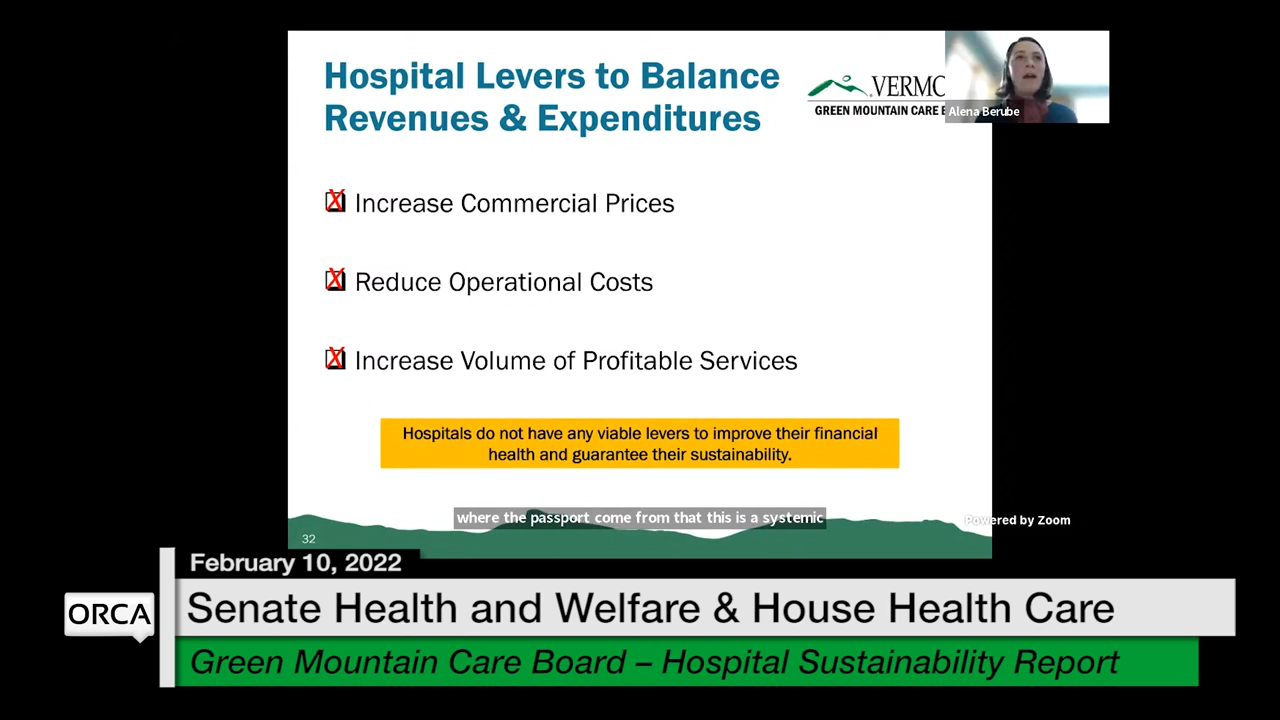 Hospital Levers to Balance
Revenues & Expenditures
VERMO
GREEN MOUNTAIN CARE B
Alena Berube
Increase Commercial Prices
Reduce Operational Costs
Increase Volume of Profitable Services
Hospitals do not have any viable levers to improve their financial
health and guarantee their sustainability.
where the passport come from that this is a systemic
Powered by Zoom
32
February 10, 2022
ORCA
Senate Health and Welfare & House Health Care
Green Mountain Care Board – Hospital Sustainability Report